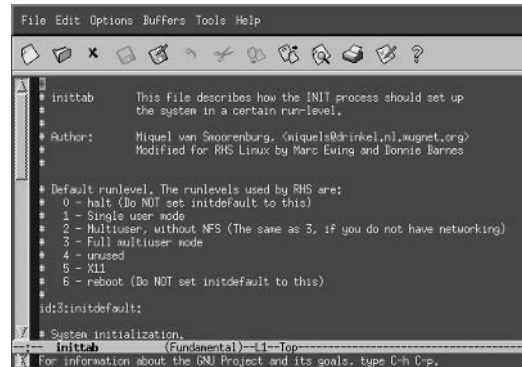 File Edit Options Buffers Tools Help
#
# inittab This file describes how the INIT process should set up
# the system in a certain run-level.
#
# Author: Miquel van Smoorenburg, <miquels@drinkel.nl.mugnet.org>
# Modified for RHS Linux by Marc Ewing and Donnie Barnes
#
# Default runlevel. The runlevels used by RHS are:
# 0 - halt (Do NOT set initdefault to this)
# 1 - Single user mode
# 2 - Multiuser, without NFS (The same as 3, if you do not have networking)
# 3 - Full multiuser mode
# 4 - unused
# 5 - X11
# 6 - reboot (Do NOT set initdefault to this)
#
id:3:initdefault:
# System initialization.
--:-- inittab (Fundamental)--L1--Top--
For information about the GNU Project and its goals, type C-h C-p.